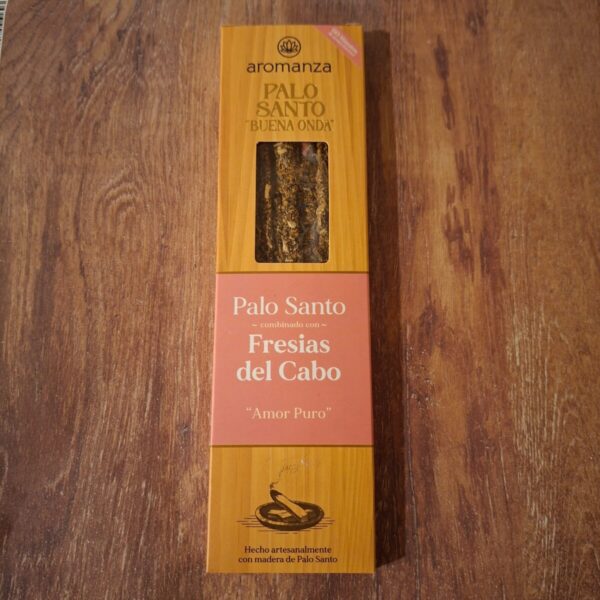 aromanza
PALO
SANTO
"BUENA ONDA"
Palo Santo
~ combinado con ~
Fresias
del Cabo
"Amor Puro"
Hecho artesanalmente
con madera de Palo Santo